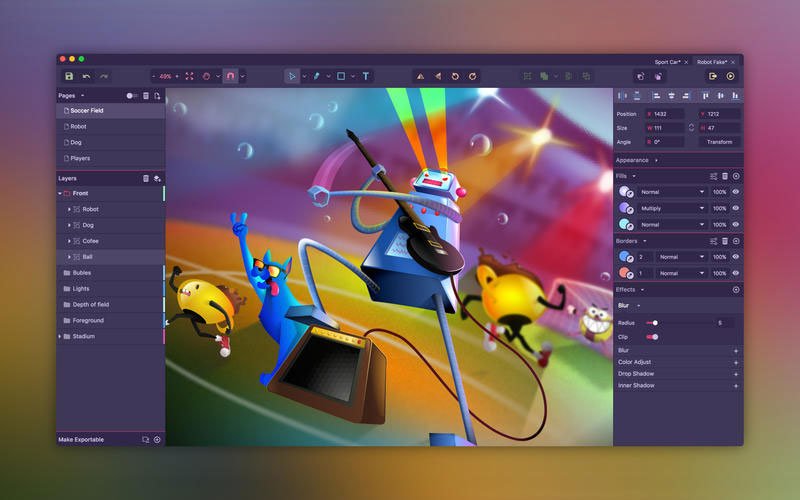 Sport Car* ×
Robot Fake* ×
- 49% +
T
Pages
Soccer Field
Robot
Dog
Players
Layers
Front
Robot
Dog
Cofee
Ball
Bubles
Lights
Depth of field
Foreground
Stadium
Make Exportable
Position X 1432 Y 1212
Size W 111 H 47
Angle R 0° Transform
Appearance
Fills
Normal 100%
Multiply 100%
Normal 100%
Borders
2 Normal 100%
1 Normal 100%
Effects
Blur
Radius 5
Clip
Blur +
Color Adjust +
Drop Shadow +
Inner Shadow +